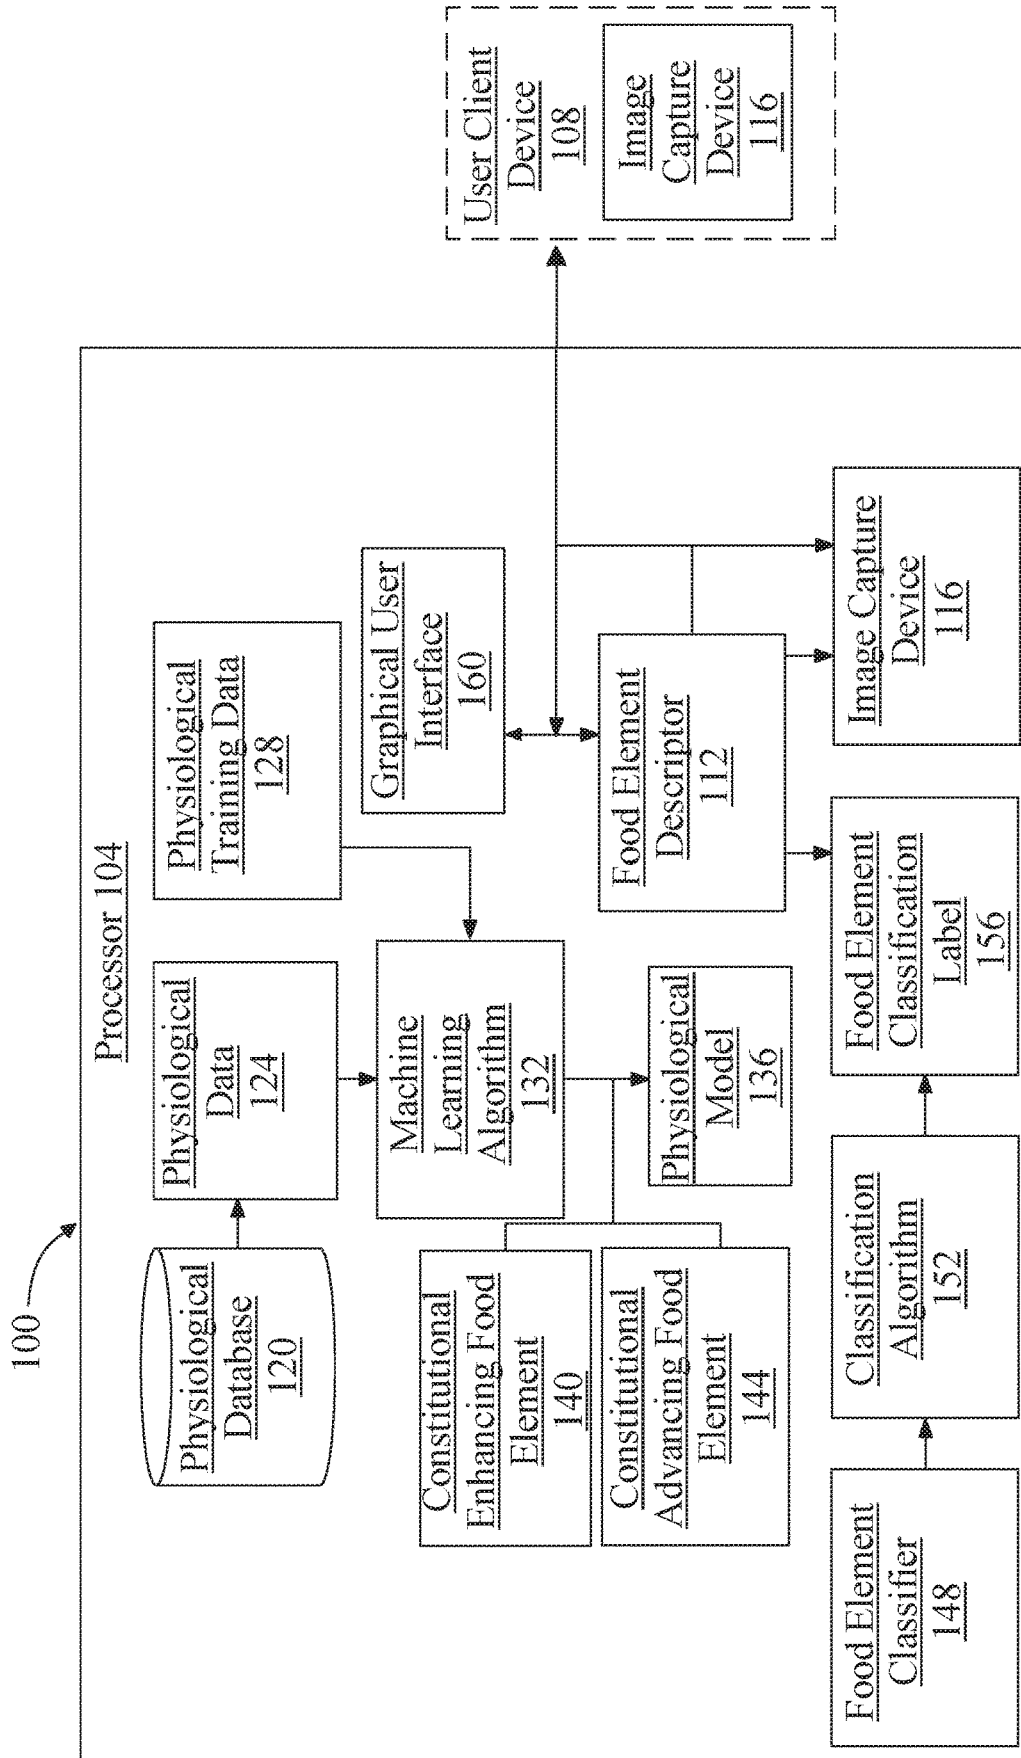 100
Processor 104
Physiological
Database
120
Physiological
Data
124
Physiological
Training Data
128
Constitutional
Enhancing Food
Element
140
Machine
Learning
Algorithm
132
Graphical User
Interface
160
User Client
Device
108
Image
Capture
Device
116
Constitutional
Advancing Food
Element
144
Physiological
Model
136
Food Element
Descriptor
112
Food Element
Classifier
148
Classification
Algorithm
152
Food Element
Classification
Label
156
Image Capture
Device
116